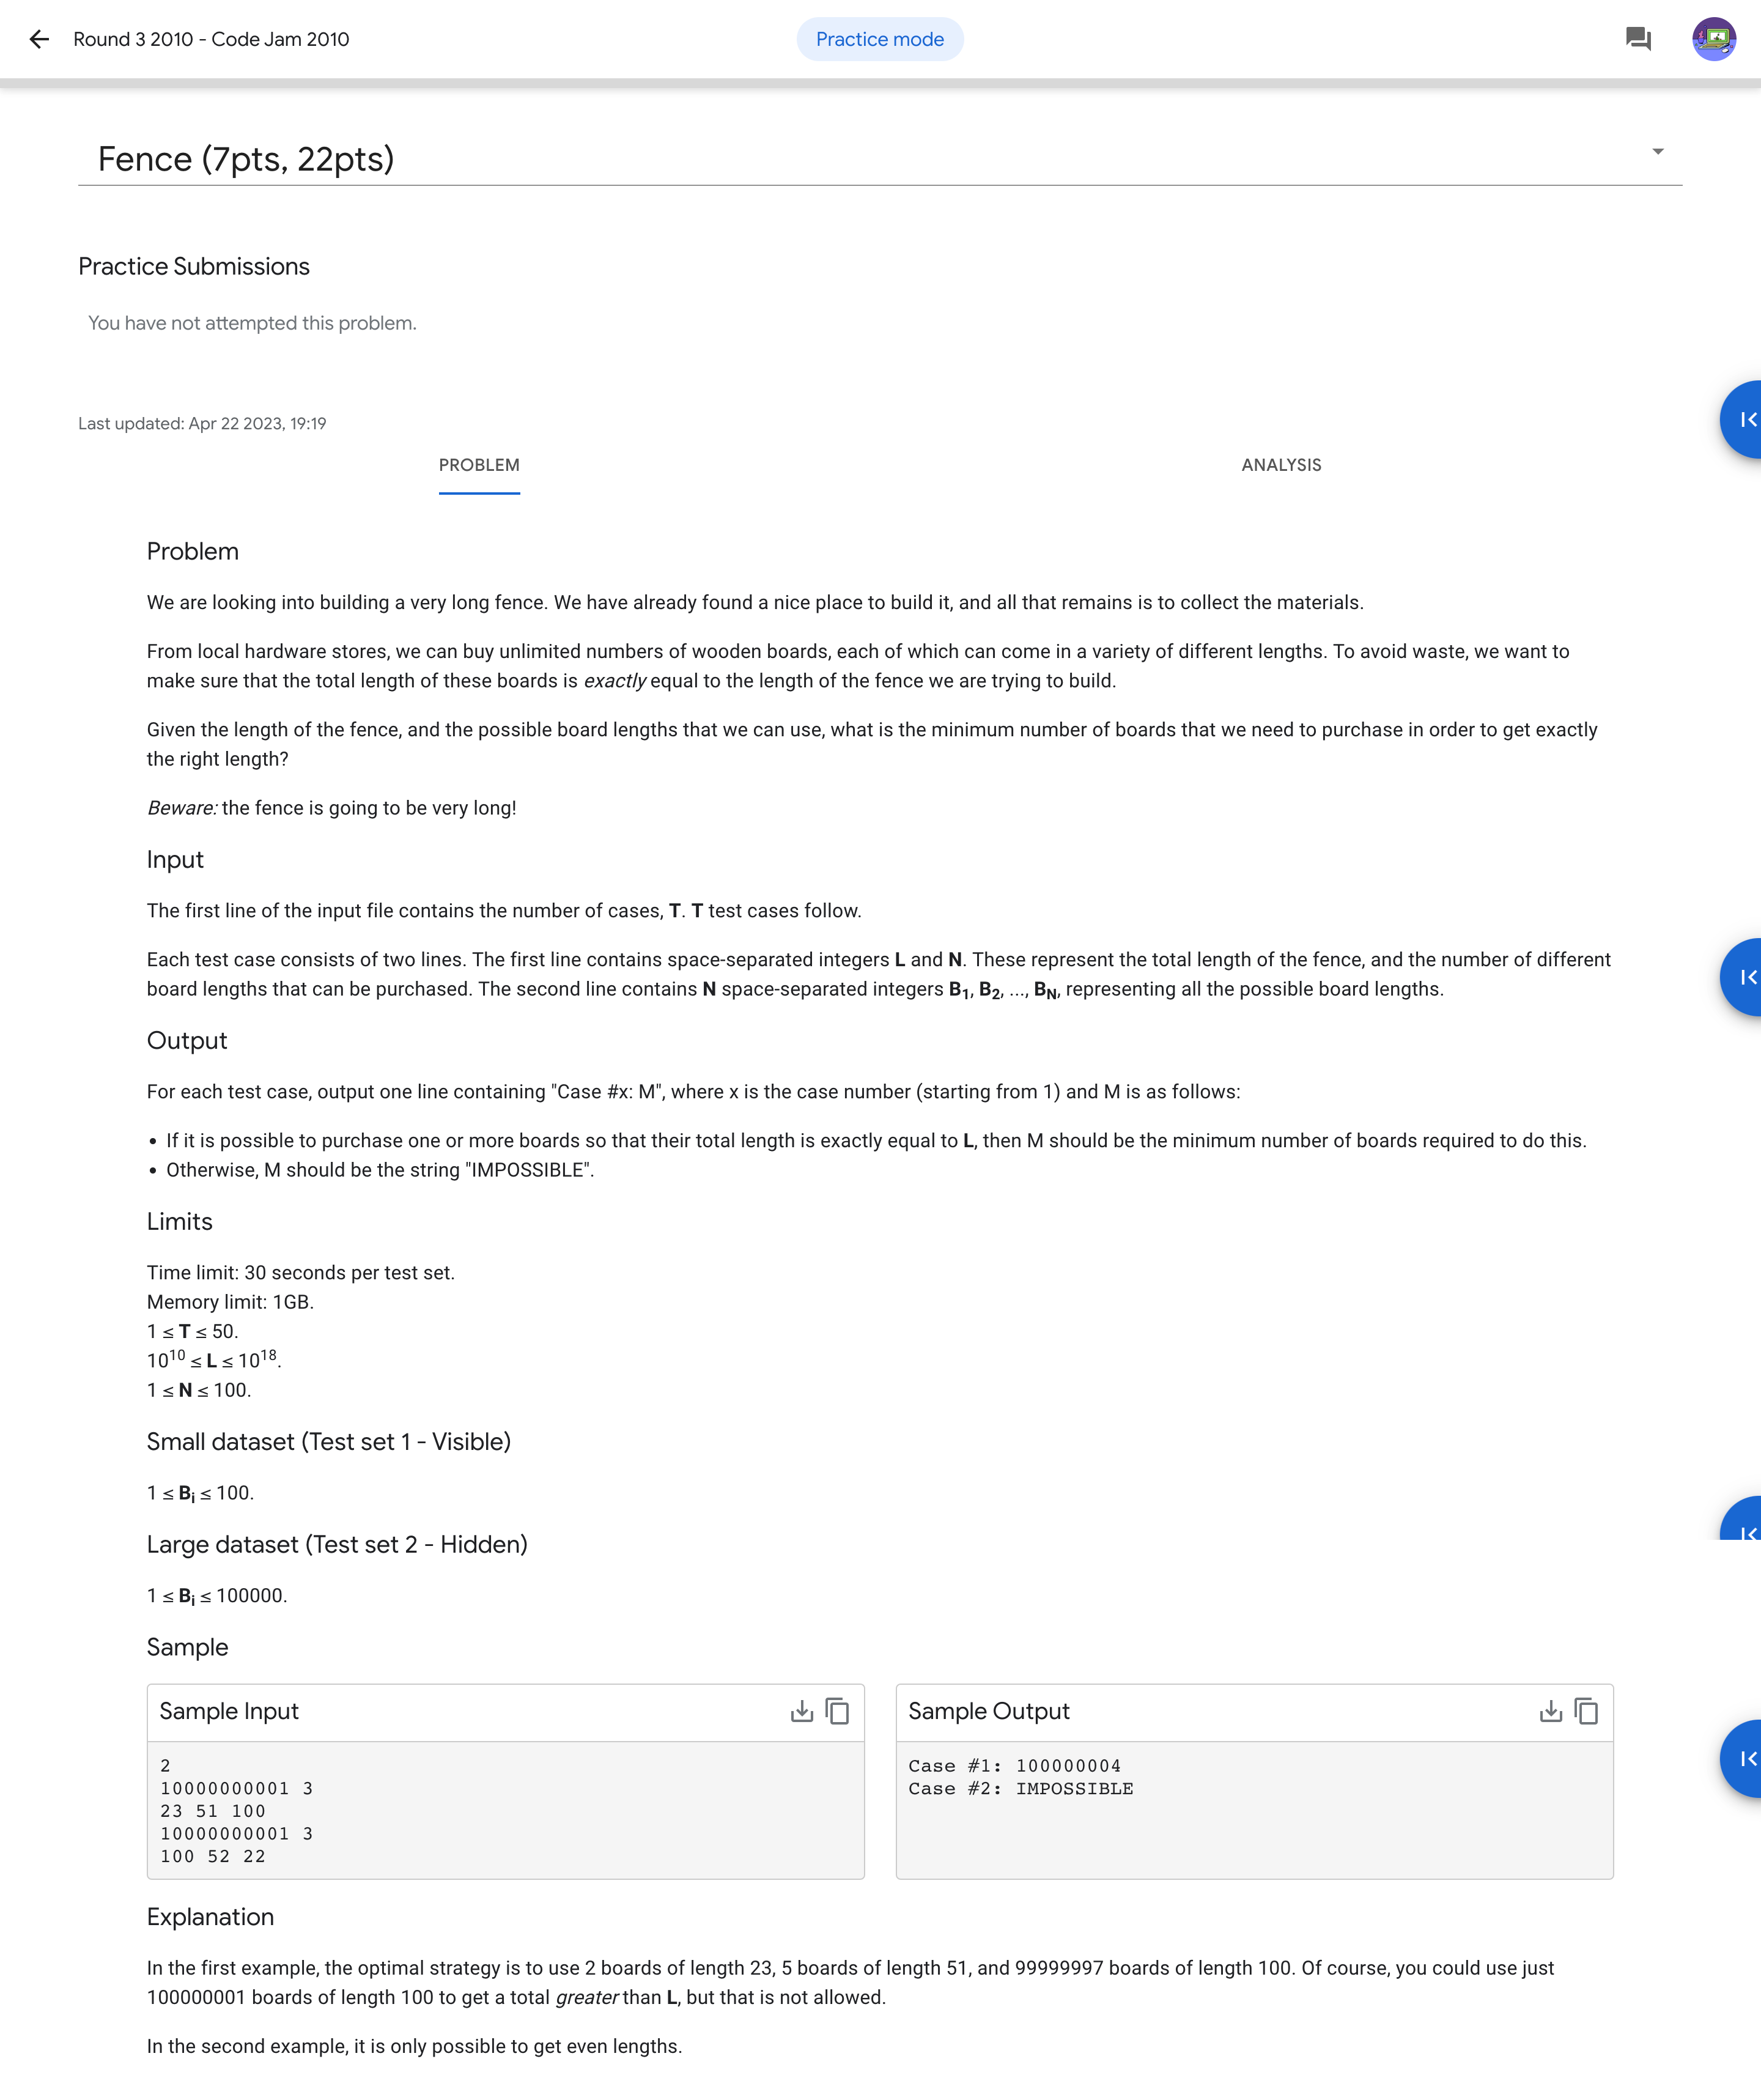 Round 3 2010 - Code Jam 2010
Practice mode
Fence (7pts, 22pts)
Practice Submissions
You have not attempted this problem.
Last updated: Apr 22 2023, 19:19
PROBLEM
ANALYSIS
Problem
We are looking into building a very long fence. We have already found a nice place to build it, and all that remains is to collect the materials.
From local hardware stores, we can buy unlimited numbers of wooden boards, each of which can come in a variety of different lengths. To avoid waste, we want to
make sure that the total length of these boards is exactly equal to the length of the fence we are trying to build.
Given the length of the fence, and the possible board lengths that we can use, what is the minimum number of boards that we need to purchase in order to get exactly
the right length?
Beware: the fence is going to be very long!
Input
The first line of the input file contains the number of cases, T. T test cases follow.
Each test case consists of two lines. The first line contains space-separated integers L and N. These represent the total length of the fence, and the number of different
board lengths that can be purchased. The second line contains N space-separated integers B1, B2, ..., BN, representing all the possible board lengths.
Output
For each test case, output one line containing "Case #x: M", where x is the case number (starting from 1) and M is as follows:
• If it is possible to purchase one or more boards so that their total length is exactly equal to L, then M should be the minimum number of boards required to do this.
• Otherwise, M should be the string "IMPOSSIBLE".
Limits
Time limit: 30 seconds per test set.
Memory limit: 1GB.
1 ≤ T ≤ 50.
10^10 ≤ L ≤ 10^18.
1 ≤ N ≤ 100.
Small dataset (Test set 1 - Visible)
1 ≤ Bi ≤ 100.
Large dataset (Test set 2 - Hidden)
1 ≤ Bi ≤ 100000.
Sample
Sample Input
2
10000000001 3
23 51 100
10000000001 3
100 52 22
Sample Output
Case #1: 100000004
Case #2: IMPOSSIBLE
Explanation
In the first example, the optimal strategy is to use 2 boards of length 23, 5 boards of length 51, and 99999997 boards of length 100. Of course, you could use just
100000001 boards of length 100 to get a total greater than L, but that is not allowed.
In the second example, it is only possible to get even lengths.